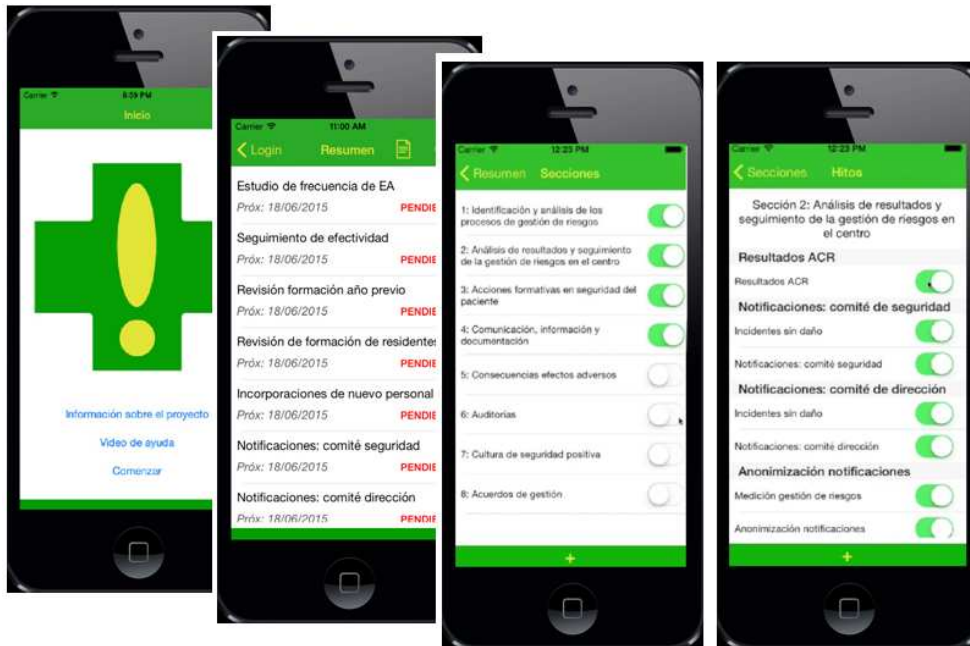 Carrier 8:59 PM
Inicio
Información sobre el proyecto
Video de ayuda
Comenzar
Carrier 11:00 AM
Login Resumen
Estudio de frecuencia de EA
Próx: 18/06/2015 PENDIE
Seguimiento de efectividad
Próx: 18/06/2015 PENDIE
Revisión formación año previo
Próx: 18/06/2015 PENDIE
Revisión de formación de residentes
Próx: 18/06/2015 PENDIE
Incorporaciones de nuevo personal
Próx: 18/06/2015 PENDIE
Notificaciones: comité seguridad
Próx: 18/06/2015 PENDIE
Notificaciones: comité dirección
Próx: 18/06/2015 PENDIE
Carrier 12:23 PM
Resumen Secciones
1: Identificación y análisis de los
procesos de gestión de riesgos
2: Análisis de resultados y seguimiento
de la gestión de riesgos en el centro
3: Acciones formativas en seguridad del
paciente
4: Comunicación, información y
documentación
5: Consecuencias efectos adversos
6: Auditorias
7: Cultura de seguridad positiva
8: Acuerdos de gestión
+
Carrier 12:23 PM
Secciones Hitos
Sección 2: Análisis de resultados y
seguimiento de la gestión de riesgos en
el centro
Resultados ACR
Resultados ACR
Notificaciones: comité de seguridad
Incidentes sin daño
Notificaciones: comité seguridad
Notificaciones: comité de dirección
Incidentes sin daño
Notificaciones: comité dirección
Anonimización notificaciones
Medición gestión de riesgos
Anonimización notificaciones
+